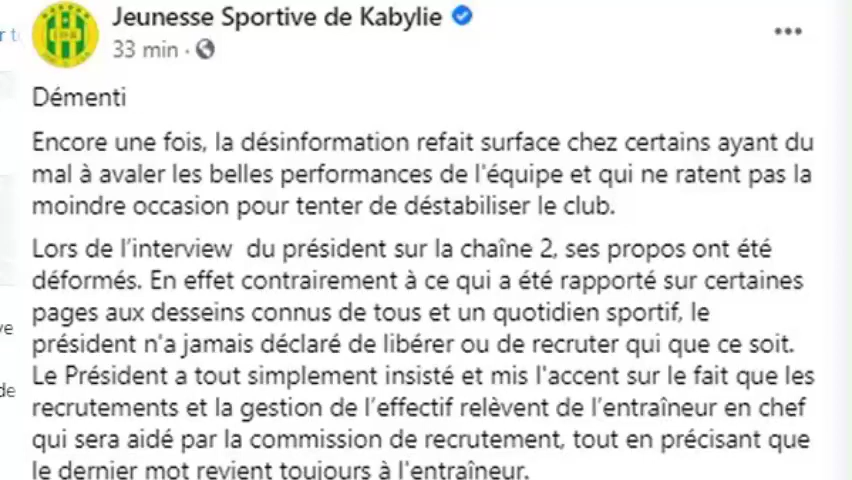 Jeunesse Sportive de Kabylie
33 min ·
Démenti
Encore une fois, la désinformation refait surface chez certains ayant du
mal à avaler les belles performances de l'équipe et qui ne ratent pas la
moindre occasion pour tenter de déstabiliser le club.
Lors de l’interview du président sur la chaîne 2, ses propos ont été
déformés. En effet contrairement à ce qui a été rapporté sur certaines
pages aux desseins connus de tous et un quotidien sportif, le
président n'a jamais déclaré de libérer ou de recruter qui que ce soit.
Le Président a tout simplement insisté et mis l'accent sur le fait que les
recrutements et la gestion de l’effectif relèvent de l’entraîneur en chef
qui sera aidé par la commission de recrutement, tout en précisant que
le dernier mot revient toujours à l'entraîneur.